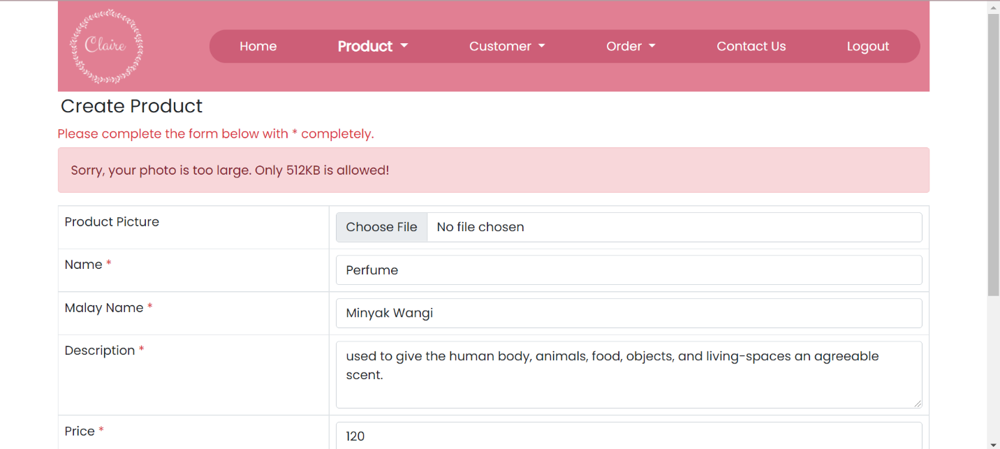 Claire
Home Product Customer Order Contact Us Logout
Create Product
Please complete the form below with * completely.
Sorry, your photo is too large. Only 512KB is allowed!
Product Picture Choose File No file chosen
Name * Perfume
Malay Name * Minyak Wangi
Description * used to give the human body, animals, food, objects, and living-spaces an agreeable
scent.
Price * 120